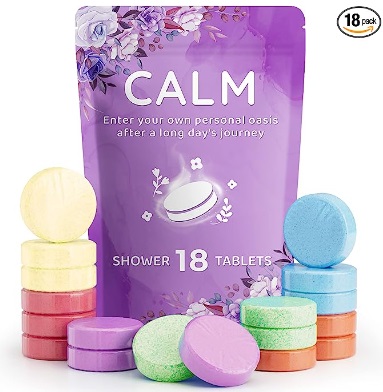 18
pack
CALM
Enter your own personal oasis
after a long day's journey
SHOWER 18 TABLETS